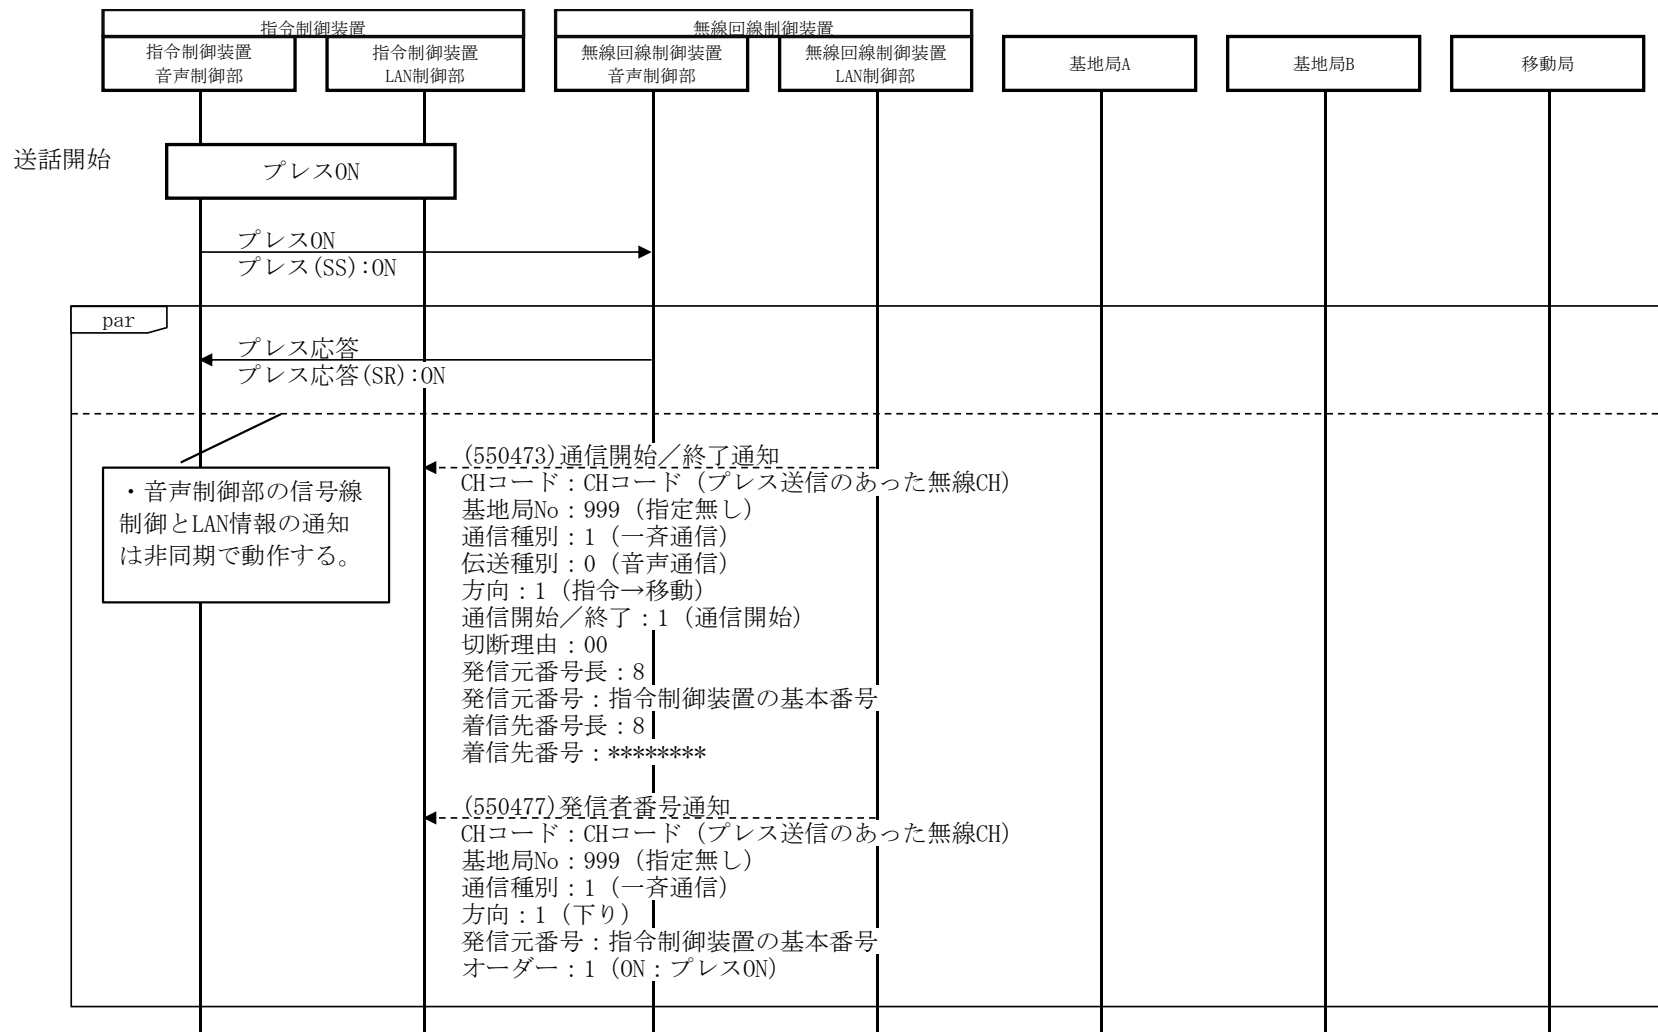 指令制御装置
無線回線制御装置
指令制御装置
音声制御部
指令制御装置
LAN制御部
無線回線制御装置
音声制御部
無線回線制御装置
LAN制御部
基地局A
基地局B
移動局
送話開始
プレスON
プレスON
プレス(SS):ON
par
プレス応答
プレス応答(SR):ON
・音声制御部の信号線
制御とLAN情報の通知
は非同期で動作する。
(550473)通信開始／終了通知
CHコード：CHコード（プレス送信のあった無線CH）
基地局No：999（指定無し）
通信種別：1（一斉通信）
伝送種別：0（音声通信）
方向：1（指令→移動）
通信開始／終了：1（通信開始）
切断理由：00
発信元番号長：8
発信元番号：指令制御装置の基本番号
着信先番号長：8
着信先番号：********
(550477)発信者番号通知
CHコード：CHコード（プレス送信のあった無線CH）
基地局No：999（指定無し）
通信種別：1（一斉通信）
方向：1（下り）
発信元番号：指令制御装置の基本番号
オーダー：1（ON：プレスON）